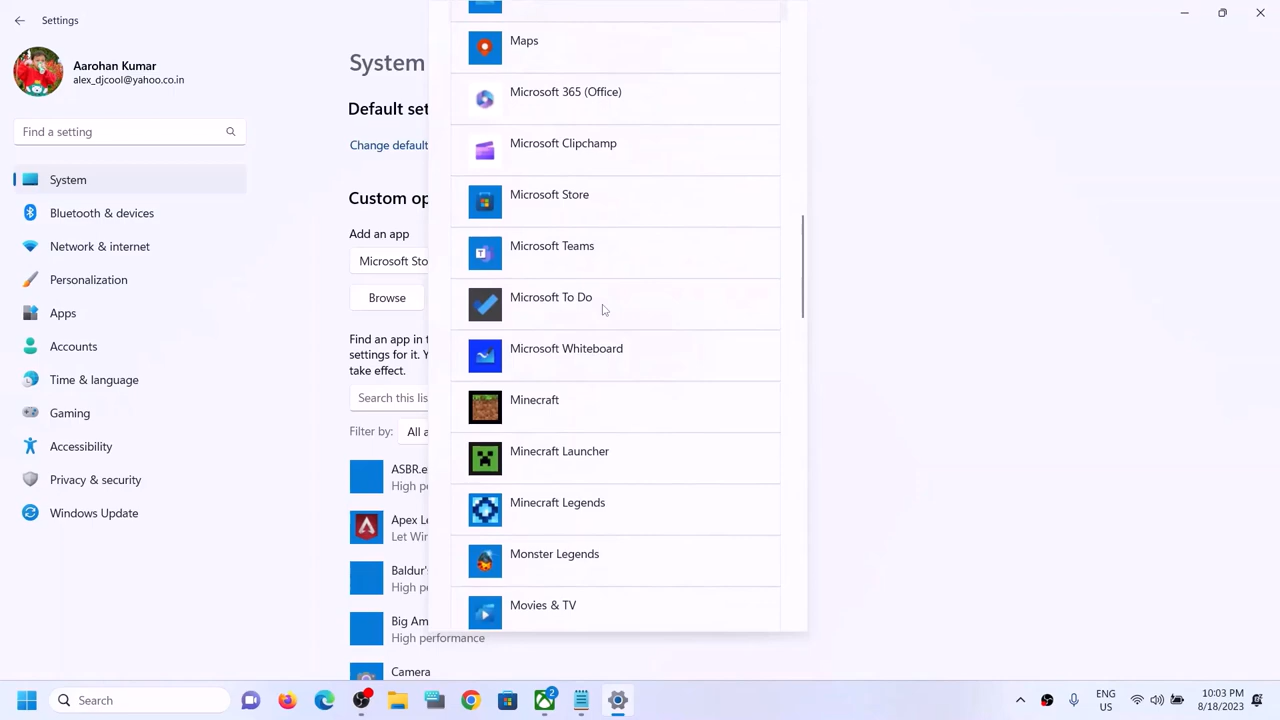 Settings
Aarohan Kumar
alex_djcool@yahoo.co.in
Find a setting
System
Bluetooth & devices
Network & internet
Personalization
Apps
Accounts
Time & language
Gaming
Accessibility
Privacy & security
Windows Update
System
Default set
Change default
Custom op
Add an app
Microsoft Sto
Browse
Find an app in t
settings for it. Y
take effect.
Search this lis
Filter by:
All a
ASBR.e
High pe
Apex Le
Let Win
Baldur's
High pe
Big Am
High performance
Camera
Maps
Microsoft 365 (Office)
Microsoft Clipchamp
Microsoft Store
Microsoft Teams
Microsoft To Do
Microsoft Whiteboard
Minecraft
Minecraft Launcher
Minecraft Legends
Monster Legends
Movies & TV
Search
2
ENG
US
10:03 PM
8/18/2023